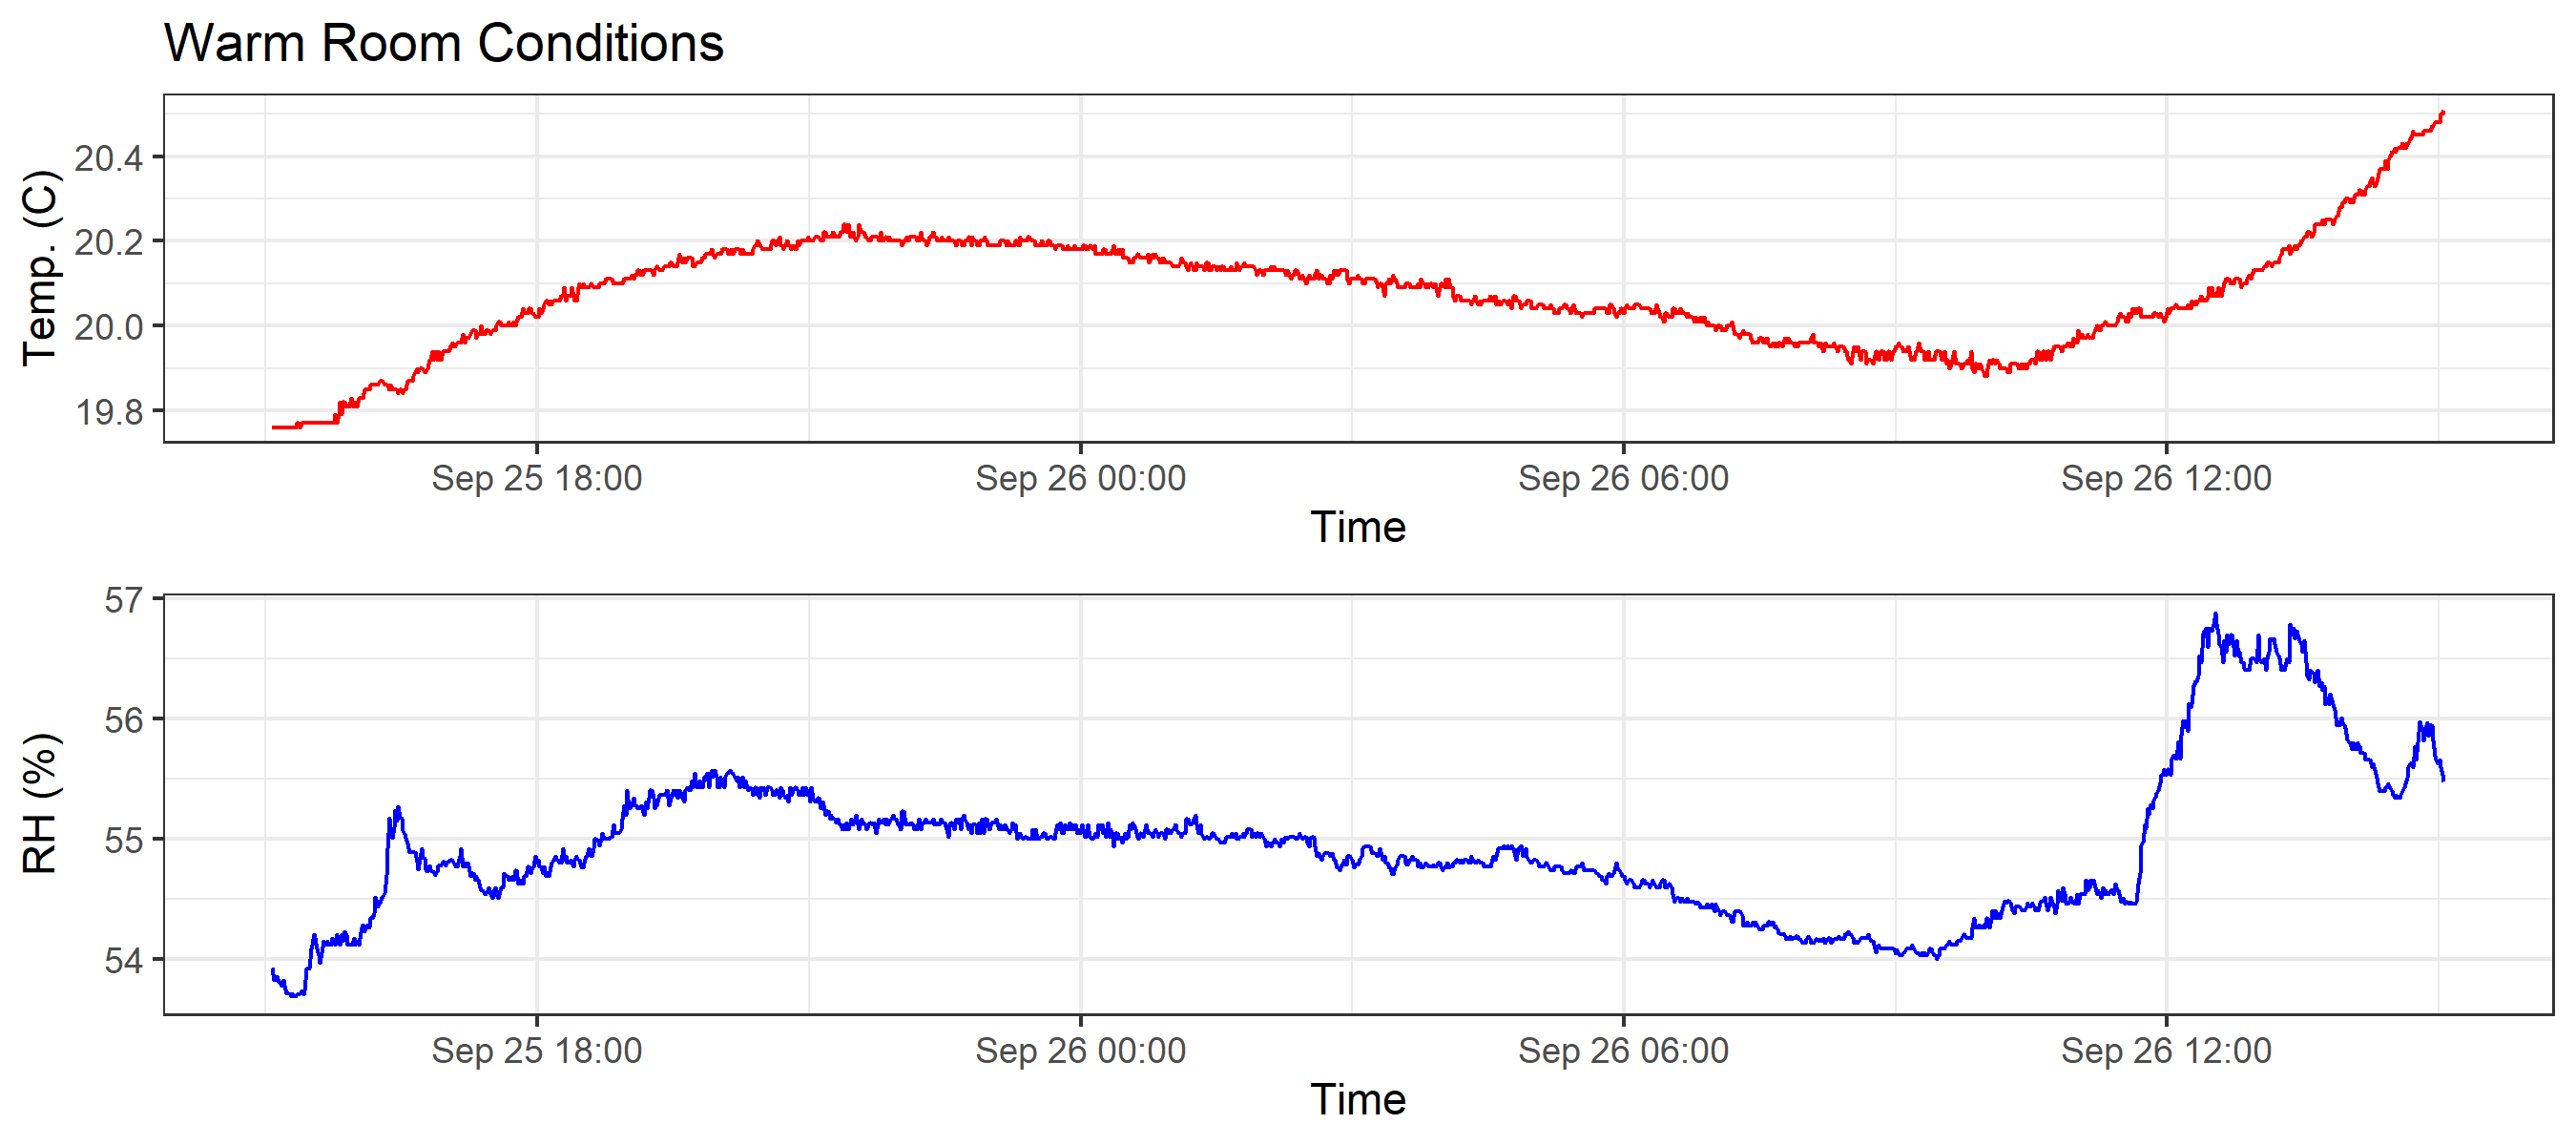 Warm Room Conditions
Temp. (C)
20.4
20.2
20.0
19.8
Sep 25 18:00 Sep 26 00:00 Sep 26 06:00 Sep 26 12:00
Time
RH (%)
57
56
55
54
Sep 25 18:00 Sep 26 00:00 Sep 26 06:00 Sep 26 12:00
Time